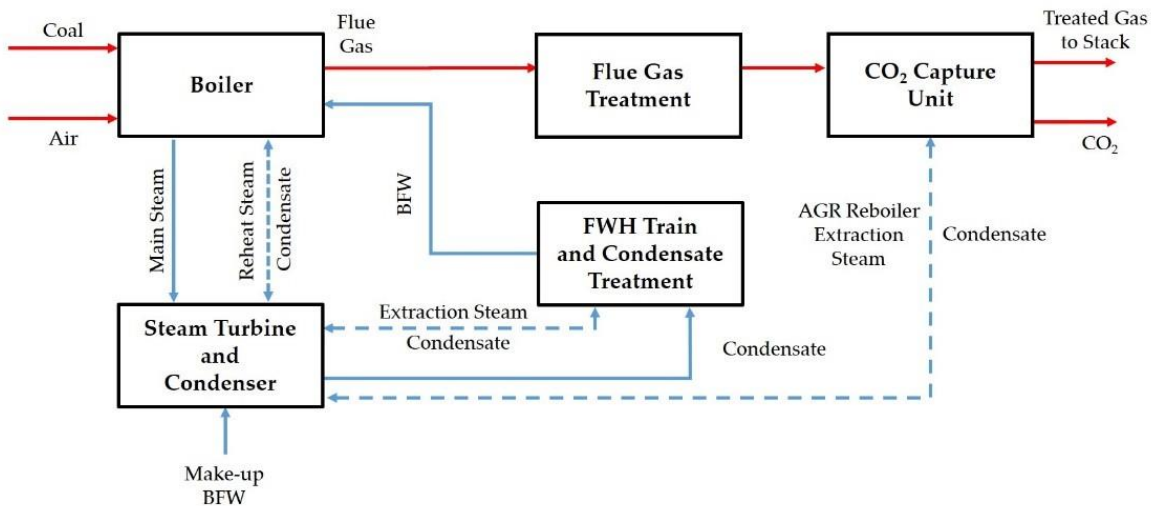 Coal
Air
Boiler
Flue
Gas
Flue Gas
Treatment
CO₂ Capture
Unit
Treated Gas
to Stack
CO₂
Main Steam
Reheat Steam
Condensate
BFW
FWH Train
and Condensate
Treatment
AGR Reboiler
Extraction
Steam
Condensate
Steam Turbine
and
Condenser
Extraction Steam
Condensate
Condensate
Make-up
BFW